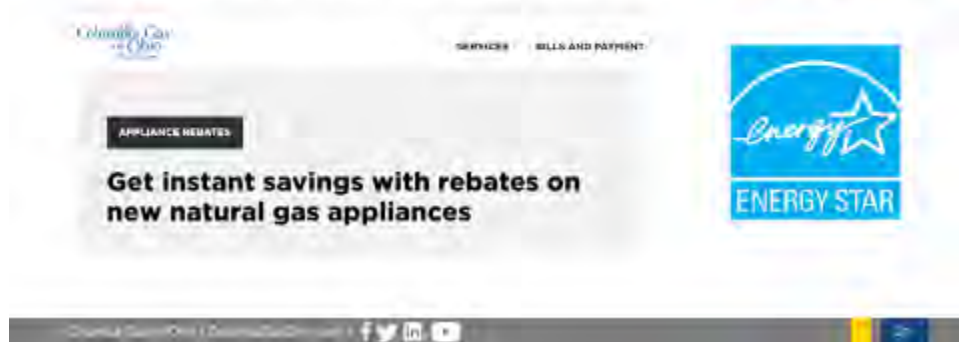 Columbia Gas
of Ohio
SERVICES BILLS AND PAYMENT
APPLIANCE REBATES
Get instant savings with rebates on
new natural gas appliances
energy
ENERGY STAR